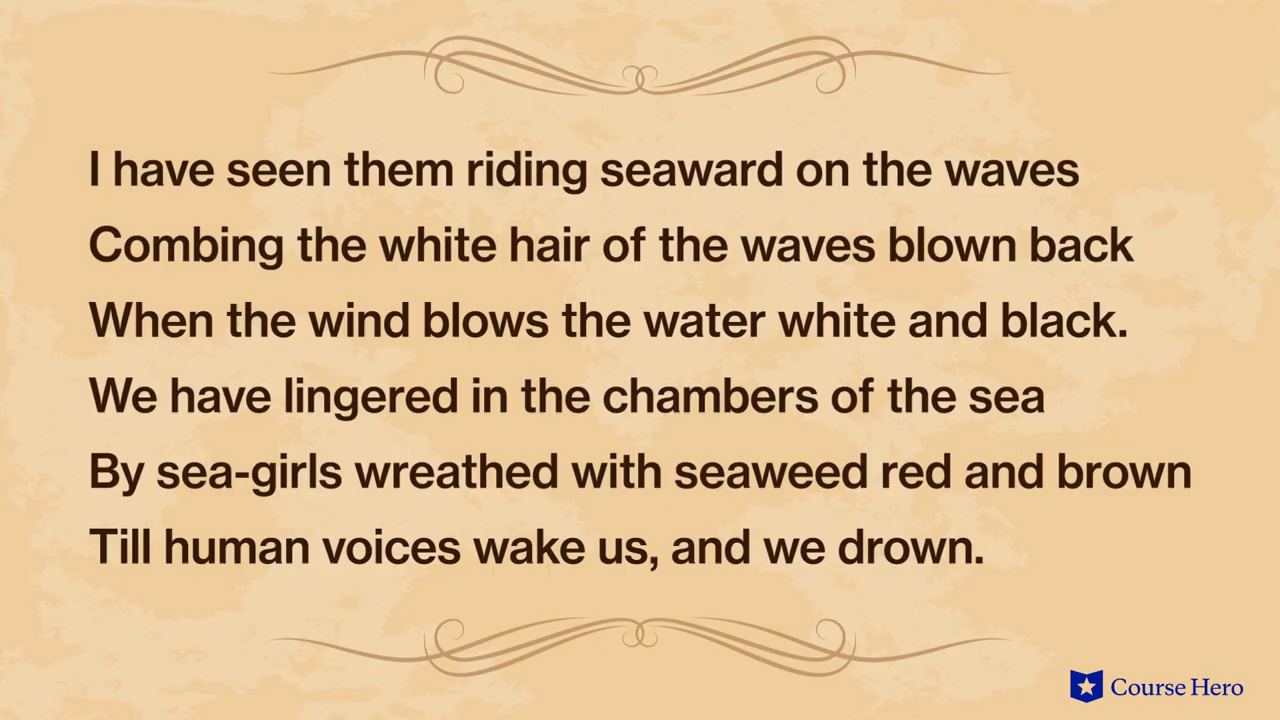 I have seen them riding seaward on the waves
Combing the white hair of the waves blown back
When the wind blows the water white and black.
We have lingered in the chambers of the sea
By sea-girls wreathed with seaweed red and brown
Till human voices wake us, and we drown.
Course Hero